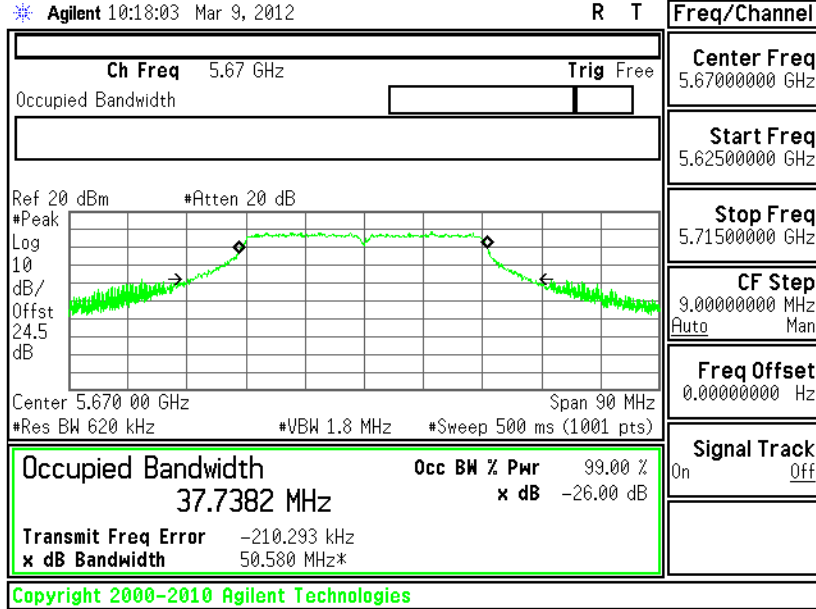 Agilent 10:18:03 Mar 9, 2012 R T
Freq/Channel
Ch Freq 5.67 GHz Trig Free
Occupied Bandwidth
Center Freq
5.67000000 GHz
Start Freq
5.62500000 GHz
Stop Freq
5.71500000 GHz
CF Step
9.00000000 MHz
Auto Man
Freq Offset
0.00000000 Hz
Signal Track
On Off
Ref 20 dBm #Atten 20 dB
#Peak
Log
10
dB/
Offst
24.5
dB
Center 5.670 00 GHz Span 90 MHz
#Res BW 620 kHz #VBW 1.8 MHz #Sweep 500 ms (1001 pts)
Occupied Bandwidth
37.7382 MHz
Occ BW % Pwr 99.00 %
x dB -26.00 dB
Transmit Freq Error -210.293 kHz
x dB Bandwidth 50.580 MHz*
Copyright 2000-2010 Agilent Technologies